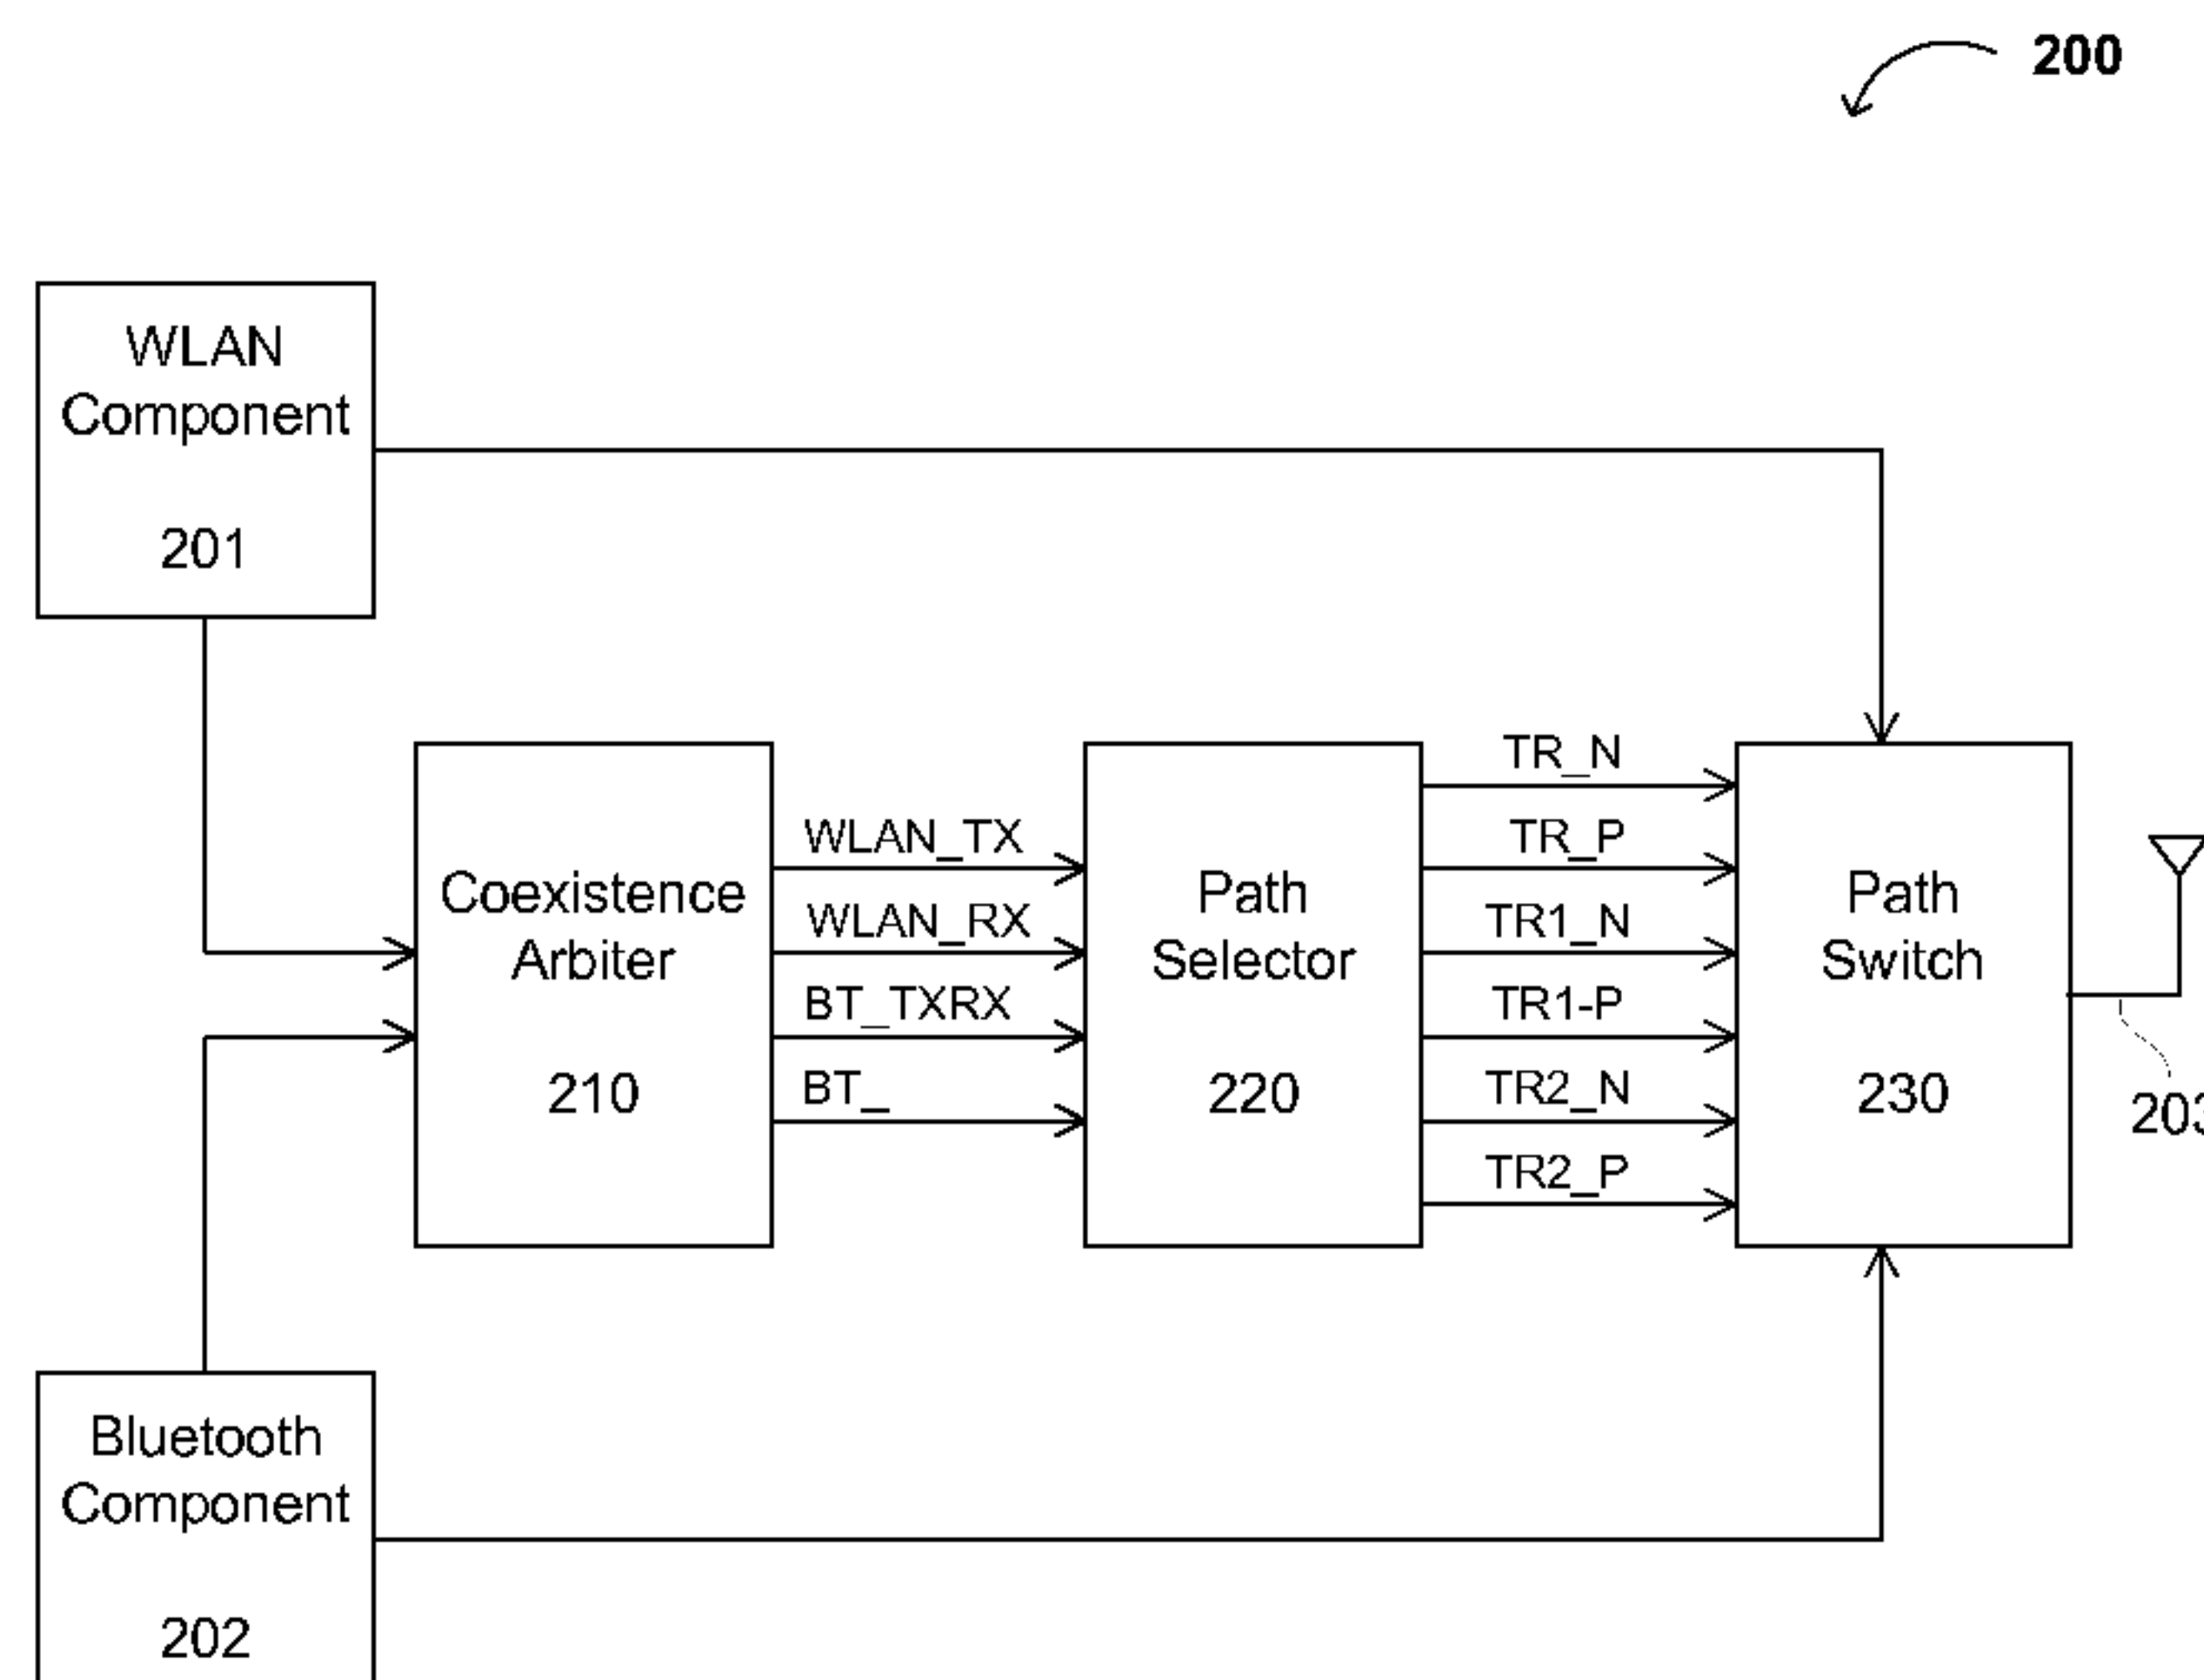 200
WLAN
Component
201
Coexistence
Arbiter
210
WLAN_TX
WLAN_RX
BT_TXRX
BT_
Path
Selector
220
TR_N
TR_P
TR1_N
TR1-P
TR2_N
TR2_P
Path
Switch
230
203
Bluetooth
Component
202